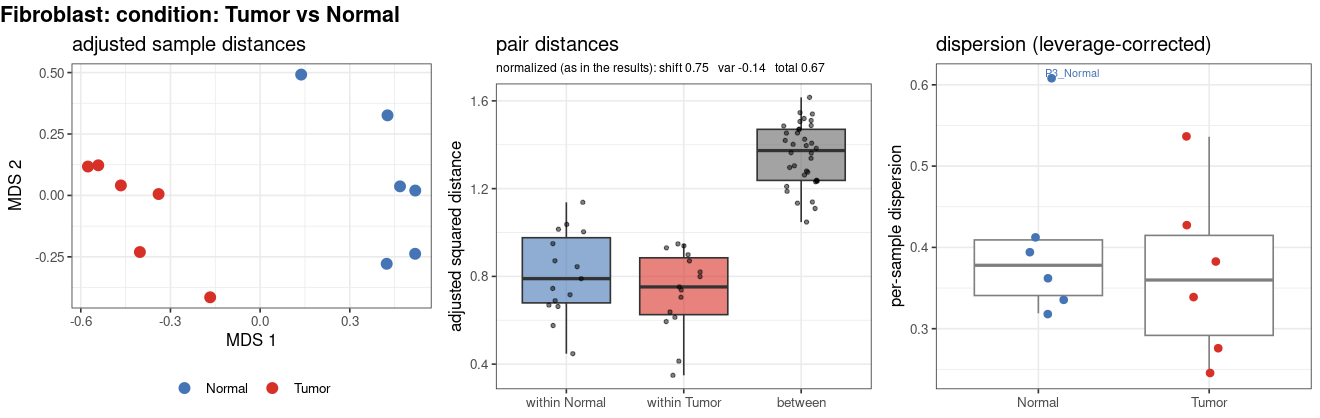 Fibroblast: condition: Tumor vs Normal
adjusted sample distances
MDS 2
0.50
0.25
0.00
-0.25
-0.6
-0.3
0.0
0.3
MDS 1
Normal
Tumor
pair distances
normalized (as in the results): shift 0.75 var -0.14 total 0.67
adjusted squared distance
1.6
1.2
0.8
0.4
within Normal
within Tumor
between
dispersion (leverage-corrected)
per-sample dispersion
P3_Normal
0.6
0.5
0.4
0.3
Normal
Tumor